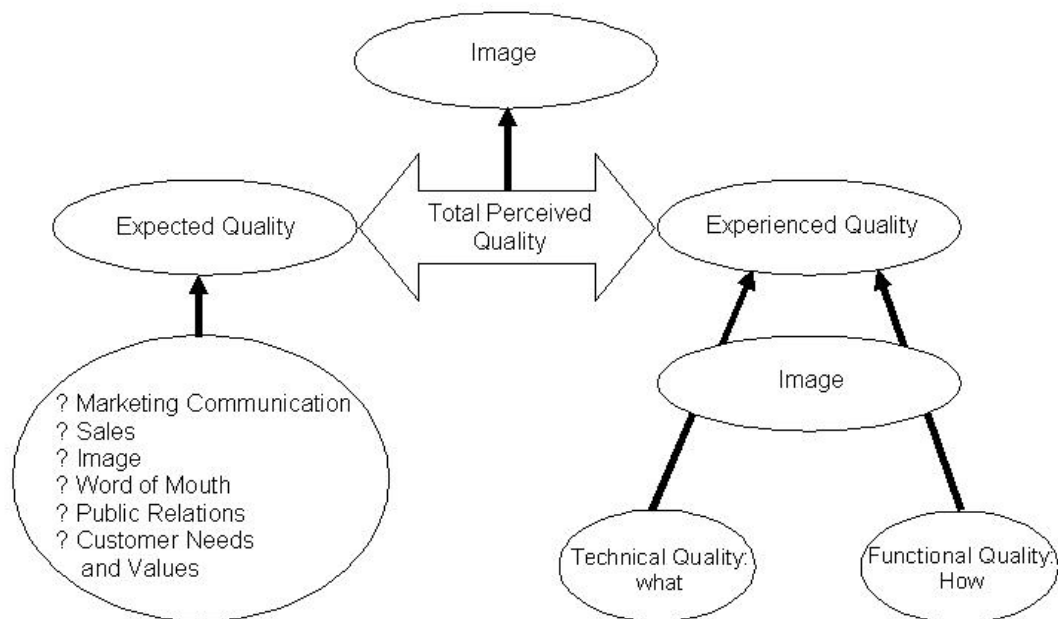 Image
Expected Quality
Total Perceived
Quality
Experienced Quality
? Marketing Communication
? Sales
? Image
? Word of Mouth
? Public Relations
? Customer Needs
and Values
Image
Technical Quality:
what
Functional Quality:
How